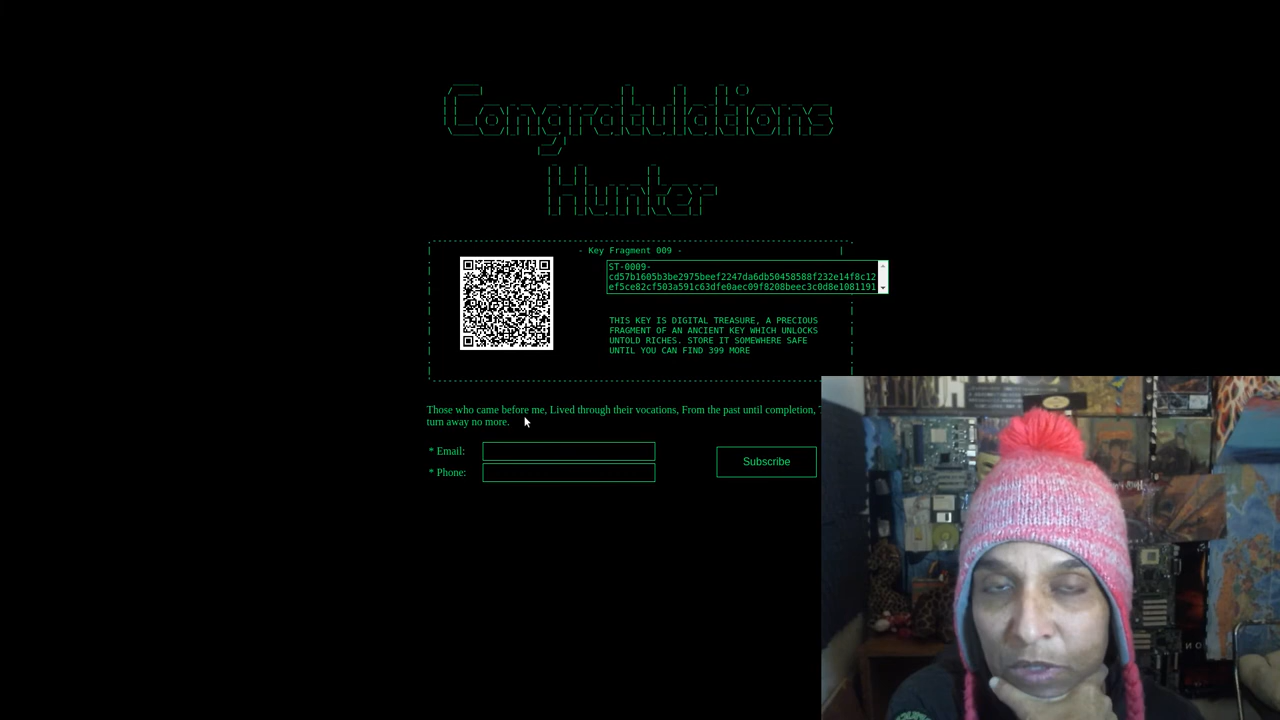 Congratulations
Hunter
- Key Fragment 009 -
ST-0009-
cd57b1605b3be2975beef2247da6db50458588f232e14f8c12
ef5ce82cf503a591c63dfe0aec09f8208beec3c0d8e1081191
THIS KEY IS DIGITAL TREASURE, A PRECIOUS
FRAGMENT OF AN ANCIENT KEY WHICH UNLOCKS
UNTOLD RICHES. STORE IT SOMEWHERE SAFE
UNTIL YOU CAN FIND 399 MORE
Those who came before me, Lived through their vocations, From the past until completion,
turn away no more.
* Email:
* Phone:
Subscribe